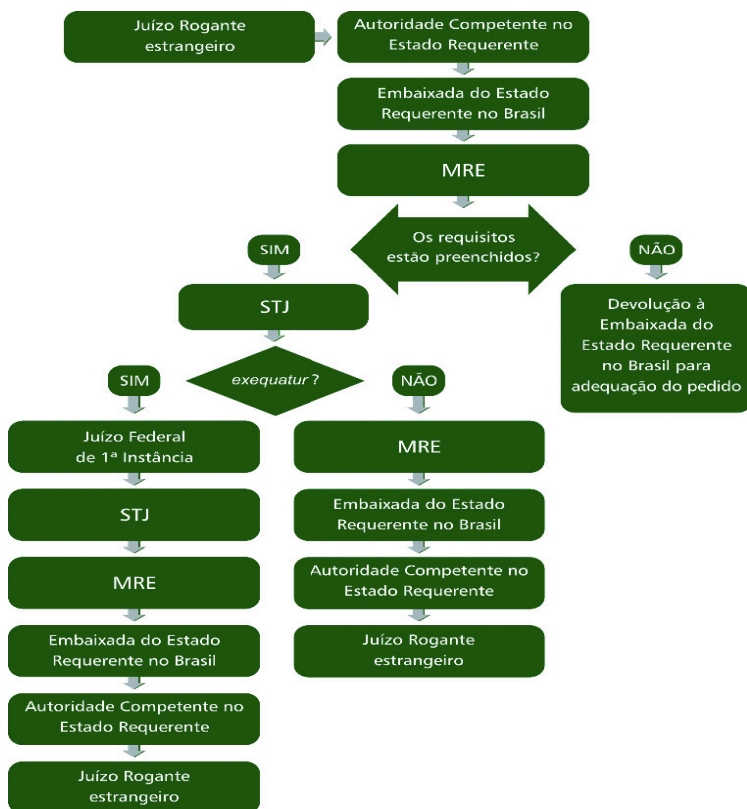 Juízo Rogante
estrangeiro
Autoridade Competente no
Estado Requerente
Embaixada do Estado
Requerente no Brasil
MRE
Os requisitos
estão preenchidos?
SIM
NÃO
STJ
Devolução à
Embaixada do
Estado Requerente
no Brasil para
adequação do pedido
exequatur ?
SIM
NÃO
Juízo Federal
de 1ª Instância
STJ
MRE
Embaixada do Estado
Requerente no Brasil
Autoridade Competente no
Estado Requerente
Juízo Rogante
estrangeiro
MRE
Embaixada do Estado
Requerente no Brasil
Autoridade Competente no
Estado Requerente
Juízo Rogante
estrangeiro